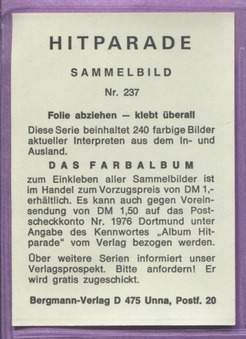 HITPARADE
SAMMELBILD
Nr. 237
Folie abziehen — klebt überall
Diese Serie beinhaltet 240 farbige Bilder
aktueller Interpreten aus dem In- und
Ausland.
DAS FARBALBUM
zum Einkleben aller Sammelbilder ist
im Handel zum Vorzugspreis von DM 1,-
erhältlich. Es kann auch gegen Vorein-
sendung von DM 1,50 auf das Post-
scheckkonto Nr. 1976 Dortmund unter
Angabe des Kennwortes „Album Hit-
parade" vom Verlag bezogen werden.
Über weitere Serien informiert unser
Verlagsprospekt. Bitte anfordern! Er
wird gratis zugeschickt.
Bergmann-Verlag D 475 Unna, Postf. 20